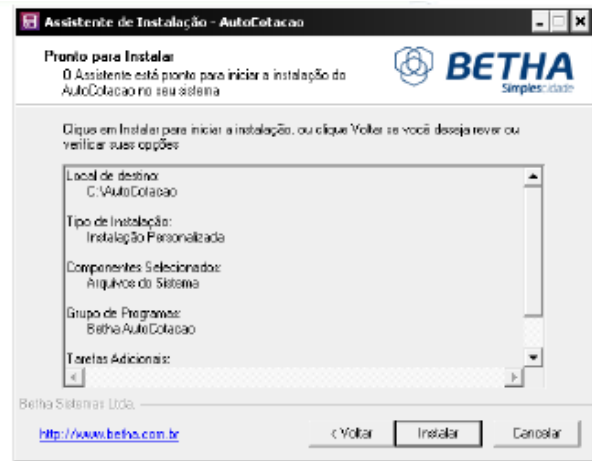 Assistente de Instalação - AutoCotacao
Pronto para Instalar
O Assistente está pronto para iniciar a instalação do
AutoCotacao no seu sistema
BETHA
Simplescidade
Clique em Instalar para iniciar a instalação, ou clique Voltar se você deseja rever ou
verificar suas opções
Local de destino:
C:\AutoCotacao
Tipo de Instalação:
Instalação Personalizada
Componentes Selecionados:
Arquivos do Sistema
Grupo de Programas:
Betha AutoCotacao
Tarefas Adicionais:
Betha Sistemas Ltda.
http://www.betha.com.br
< Voltar
Instalar
Cancelar